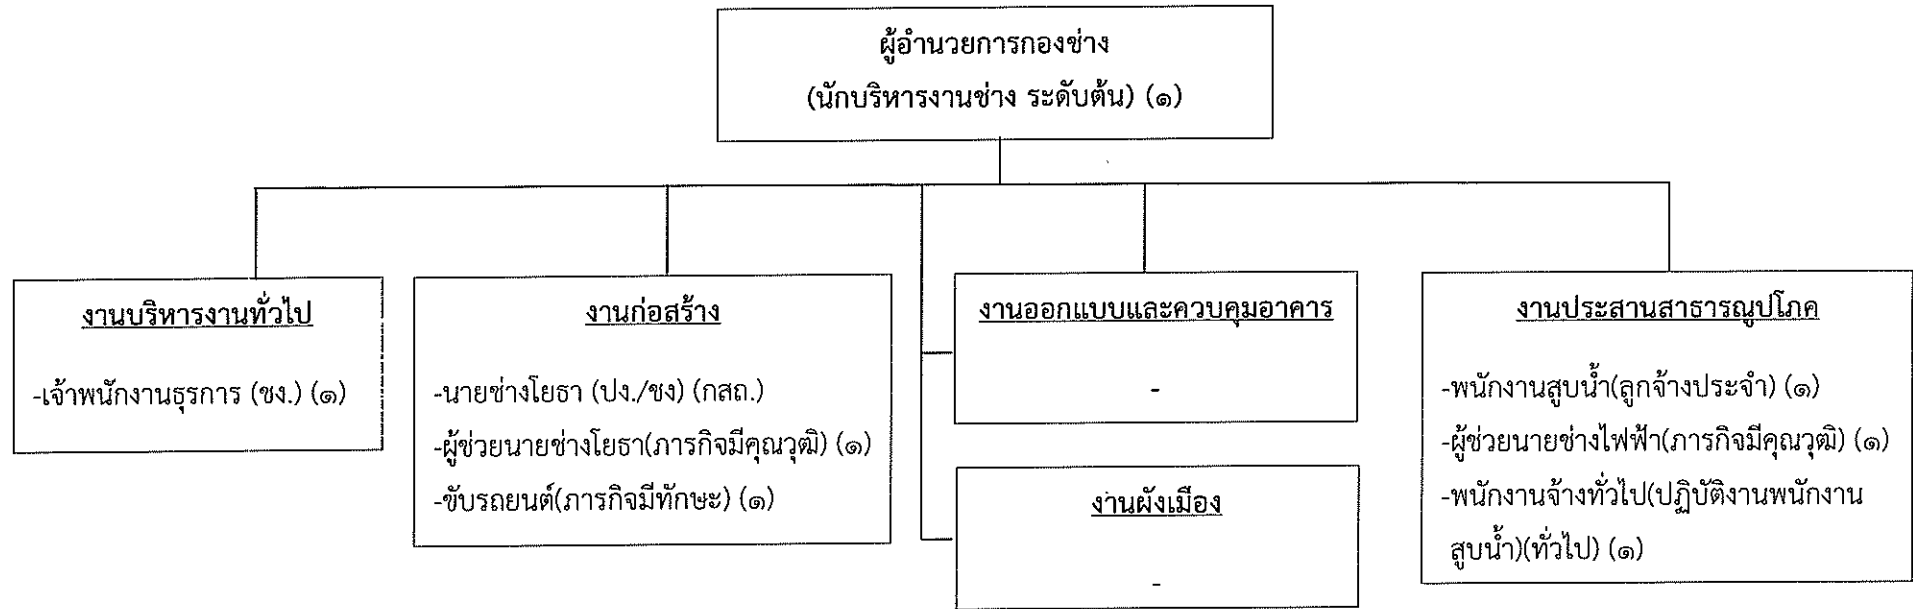 ผู้อำนวยการกองช่าง
(นักบริหารงานช่าง ระดับต้น) (๑)
งานบริหารงานทั่วไป
-เจ้าพนักงานธุรการ (ชง.) (๑)
งานก่อสร้าง
-นายช่างโยธา (ปง./ชง) (กสถ.)
-ผู้ช่วยนายช่างโยธา(ภารกิจมีคุณวุฒิ) (๑)
-ขับรถยนต์(ภารกิจมีทักษะ) (๑)
งานออกแบบและควบคุมอาคาร
-
งานผังเมือง
-
งานประสานสาธารณูปโภค
-พนักงานสูบน้ำ(ลูกจ้างประจำ) (๑)
-ผู้ช่วยนายช่างไฟฟ้า(ภารกิจมีคุณวุฒิ) (๑)
-พนักงานจ้างทั่วไป(ปฏิบัติงานพนักงาน
สูบน้ำ)(ทั่วไป) (๑)